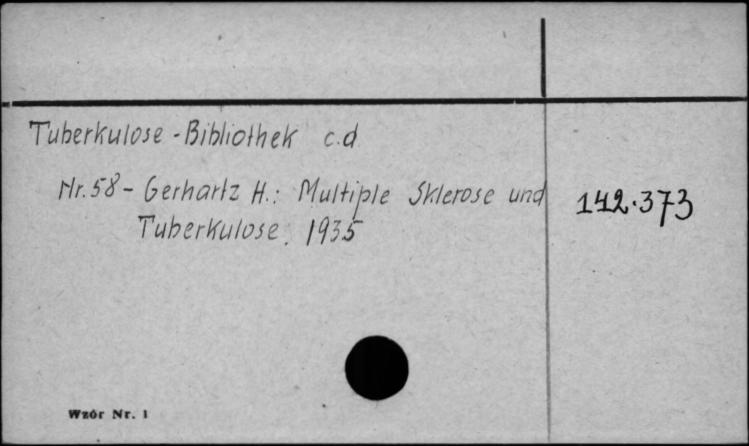 Tuberkulose - Bibliothek c.d
Nr. 58 - Gerhartz H.: Multiple Sklerose und
Tuberkulose. 1935
142.373
Wzór Nr. 1